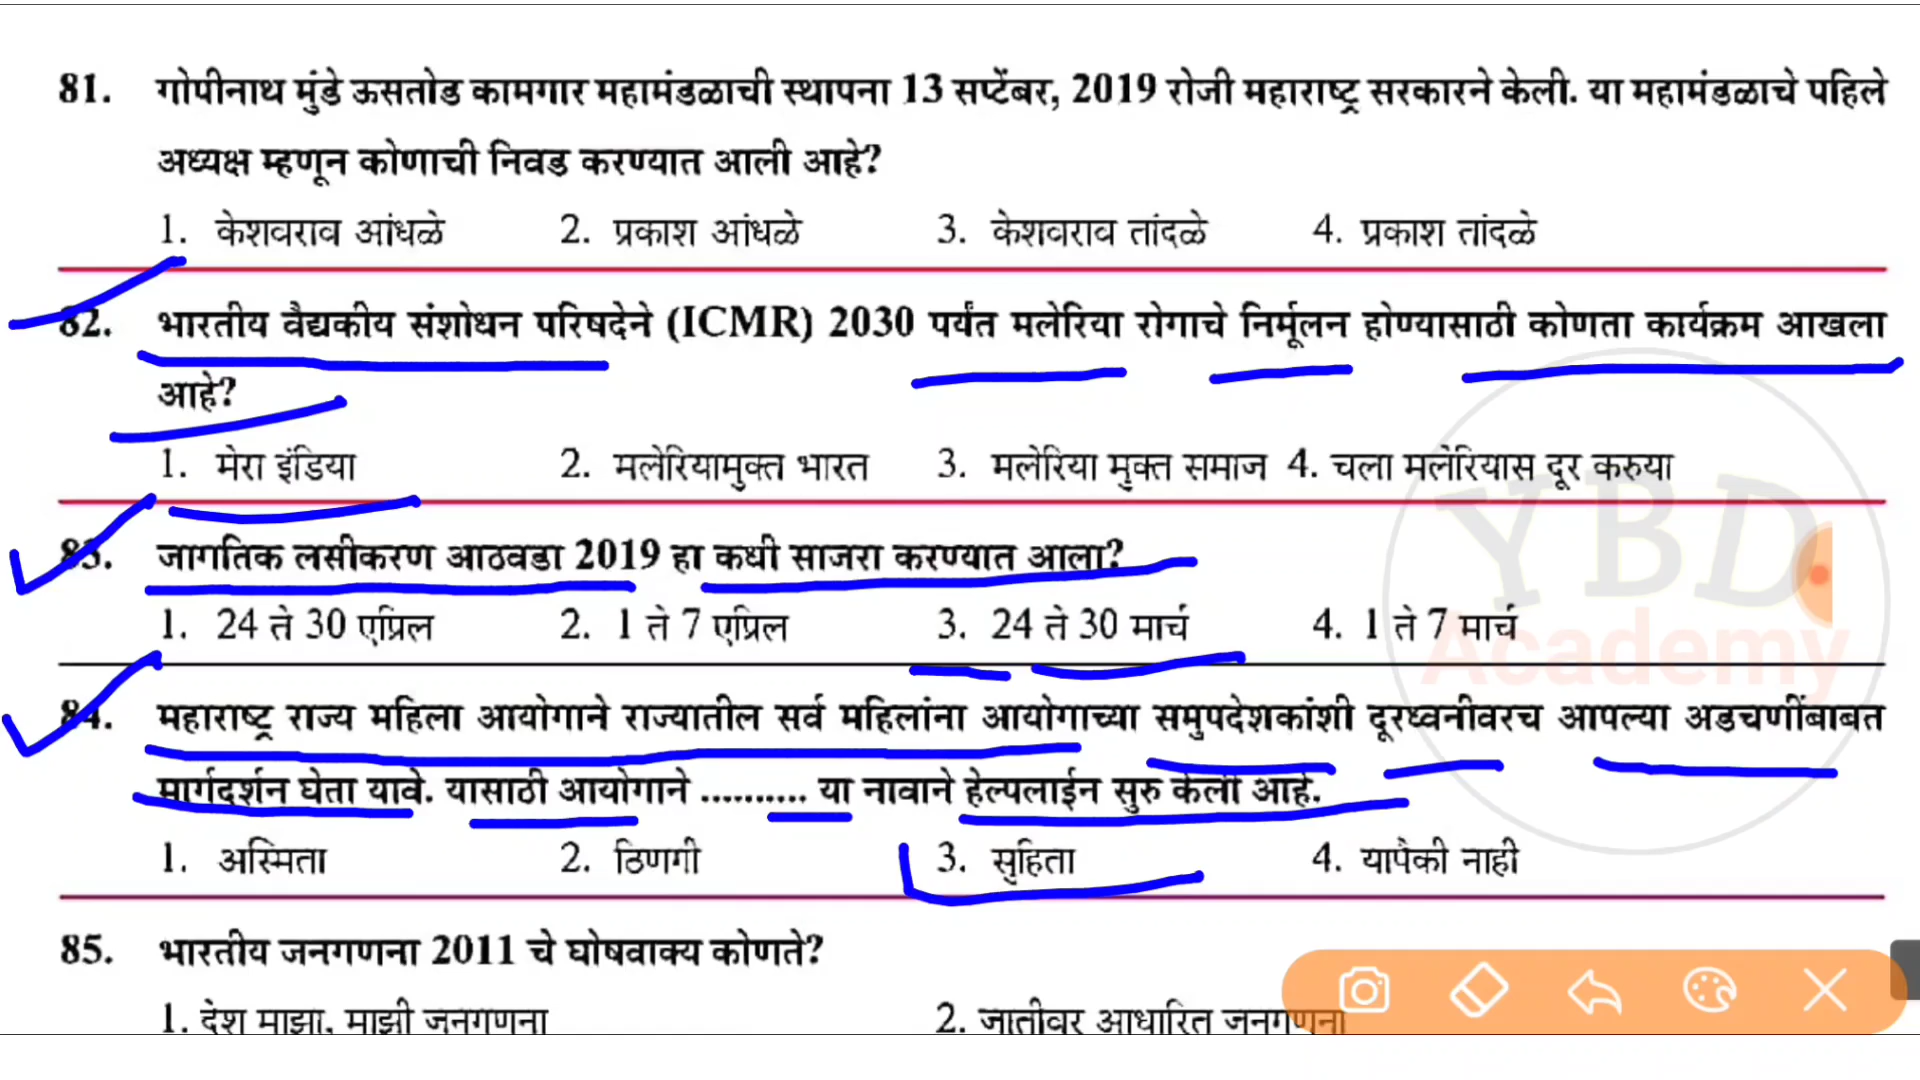 81. गोपीनाथ मुंडे ऊसतोड कामगार महामंडळाची स्थापना 13 सप्टेंबर, 2019 रोजी महाराष्ट्र सरकारने केली. या महामंडळाचे पहिले
अध्यक्ष म्हणून कोणाची निवड करण्यात आली आहे?
1. केशवराव आंधळे 2. प्रकाश आंधळे 3. केशवराव तांदळे 4. प्रकाश तांदळे
82. भारतीय वैद्यकीय संशोधन परिषदेने (ICMR) 2030 पर्यंत मलेरिया रोगाचे निर्मूलन होण्यासाठी कोणता कार्यक्रम आखला
आहे?
1. मेरा इंडिया 2. मलेरियामुक्त भारत 3. मलेरिया मुक्त समाज 4. चला मलेरियास दूर करुया
83. जागतिक लसीकरण आठवडा 2019 हा कधी साजरा करण्यात आला?
1. 24 ते 30 एप्रिल 2. 1 ते 7 एप्रिल 3. 24 ते 30 मार्च 4. 1 ते 7 मार्च
84. महाराष्ट्र राज्य महिला आयोगाने राज्यातील सर्व महिलांना आयोगाच्या समुपदेशकांशी दूरध्वनीवरच आपल्या अडचणींबाबत
मार्गदर्शन घेता यावे. यासाठी आयोगाने .......... या नावाने हेल्पलाईन सुरु केली आहे.
1. अस्मिता 2. ठिणगी 3. सुहिता 4. यापैकी नाही
85. भारतीय जनगणना 2011 चे घोषवाक्य कोणते?
1. देश माझा, माझी जनगणना 2. जातीवर आधारित जनगणना
YBD
Academy